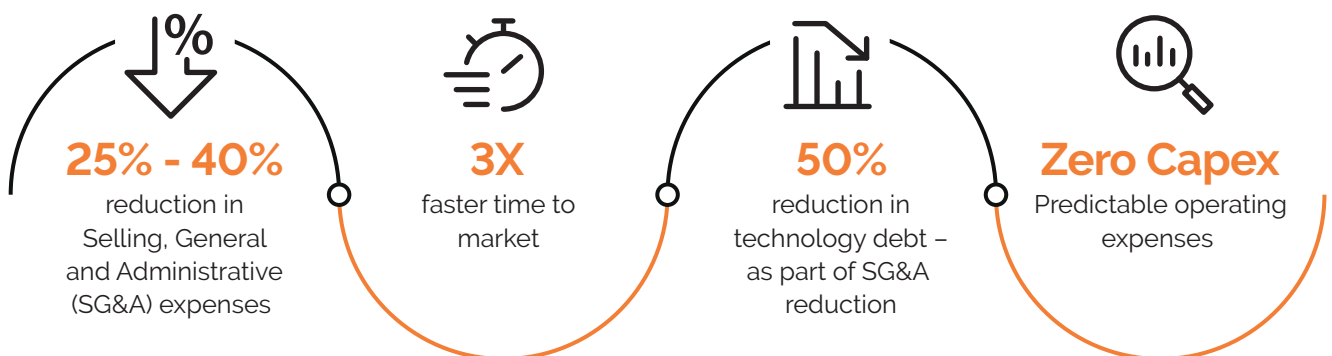 %
25% - 40%
reduction in
Selling, General
and Administrative
(SG&A) expenses
3X
faster time to
market
50%
reduction in
technology debt –
as part of SG&A
reduction
Zero Capex
Predictable operating
expenses